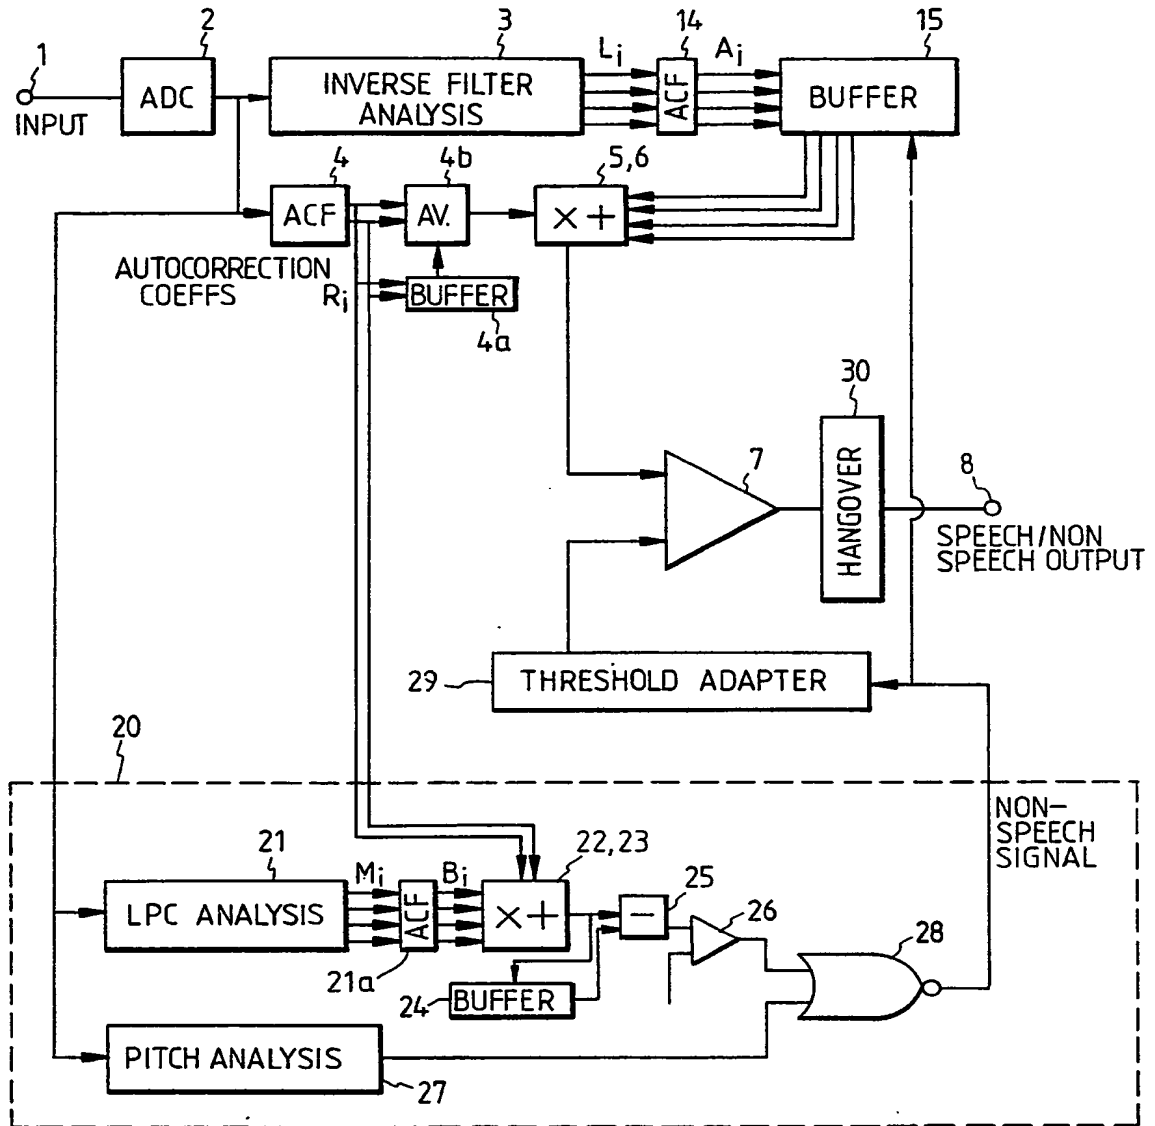 1
2
3
14
15
INPUT
ADC
INVERSE FILTER
ANALYSIS
Li
ACF
Ai
BUFFER
4
4b
5,6
ACF
AV.
× +
AUTOCORRECTION
COEFFS
Ri
BUFFER
4a
30
7
8
HANGOVER
SPEECH/NON
SPEECH OUTPUT
29
THRESHOLD ADAPTER
20
NON-
SPEECH
SIGNAL
21
Mi
Bi
22,23
25
26
28
LPC ANALYSIS
ACF
× +
−
21a
24
BUFFER
PITCH ANALYSIS
27